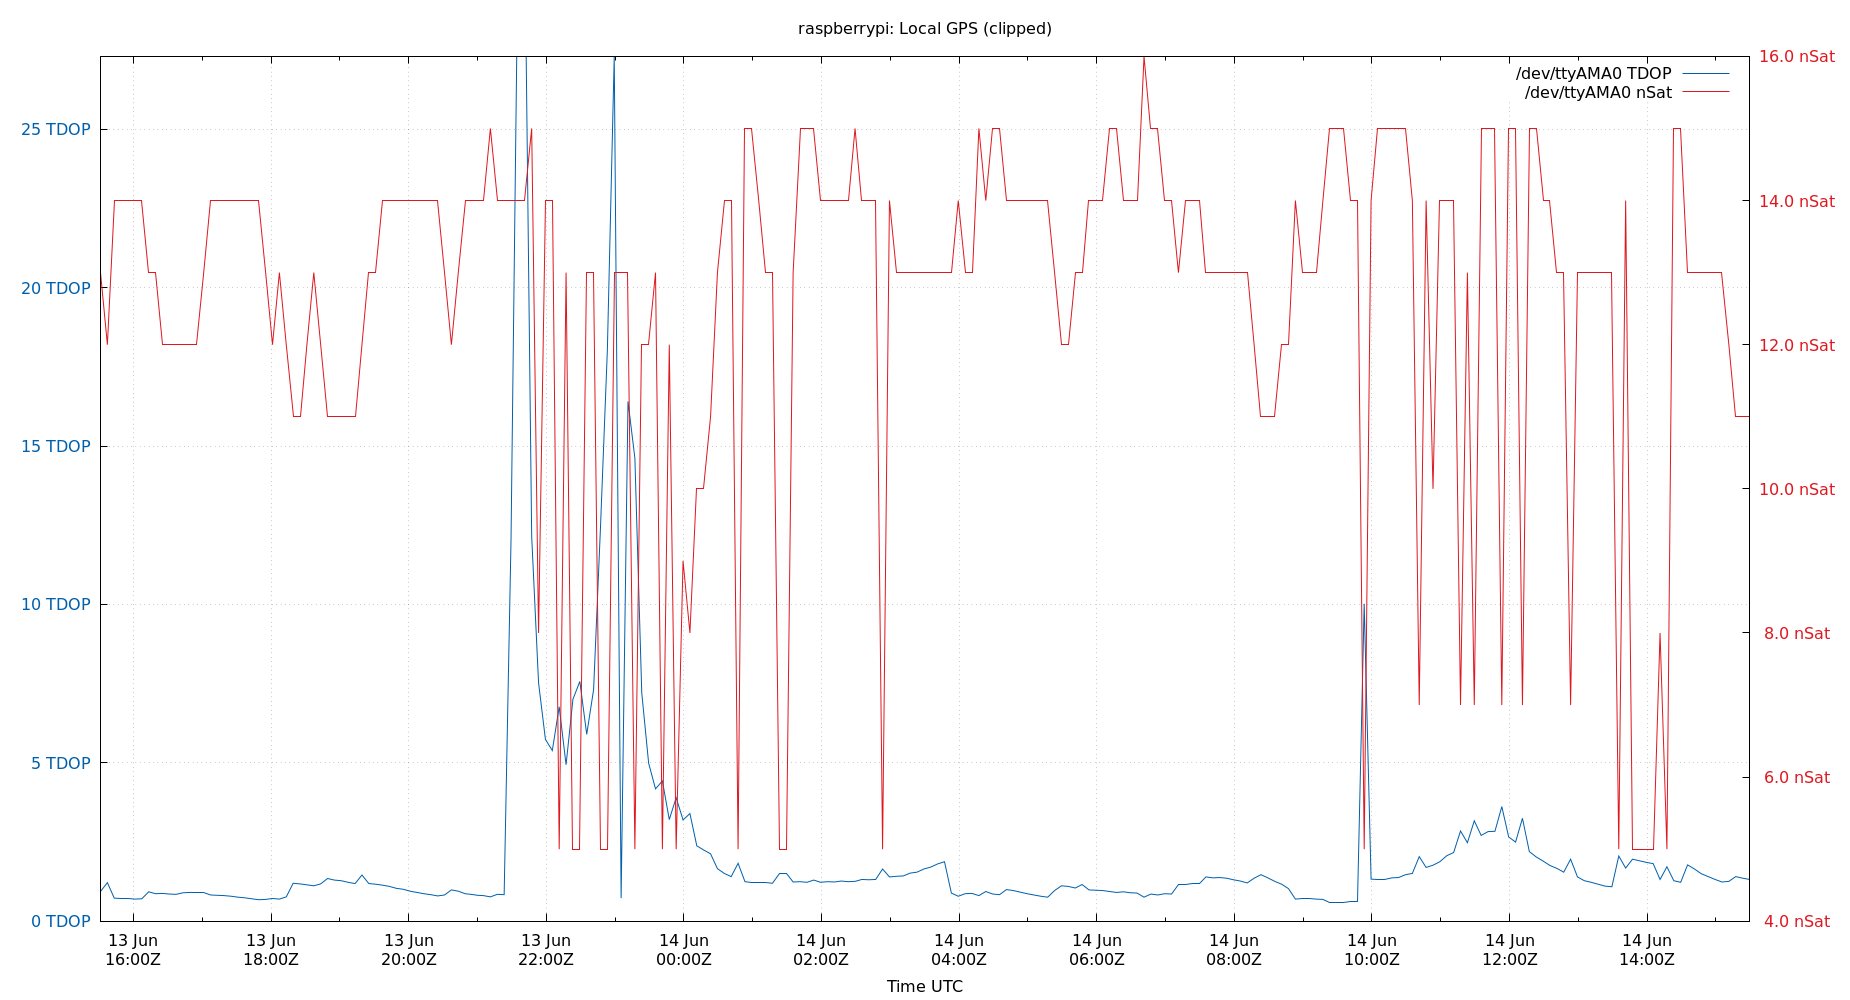 raspberrypi: Local GPS (clipped)
16.0 nSat
/dev/ttyAMA0 TDOP
/dev/ttyAMA0 nSat
25 TDOP
14.0 nSat
20 TDOP
12.0 nSat
15 TDOP
10.0 nSat
10 TDOP
8.0 nSat
5 TDOP
6.0 nSat
0 TDOP
4.0 nSat
13 Jun 13 Jun 13 Jun 13 Jun 14 Jun 14 Jun 14 Jun 14 Jun 14 Jun 14 Jun 14 Jun 14 Jun
16:00Z 18:00Z 20:00Z 22:00Z 00:00Z 02:00Z 04:00Z 06:00Z 08:00Z 10:00Z 12:00Z 14:00Z
Time UTC